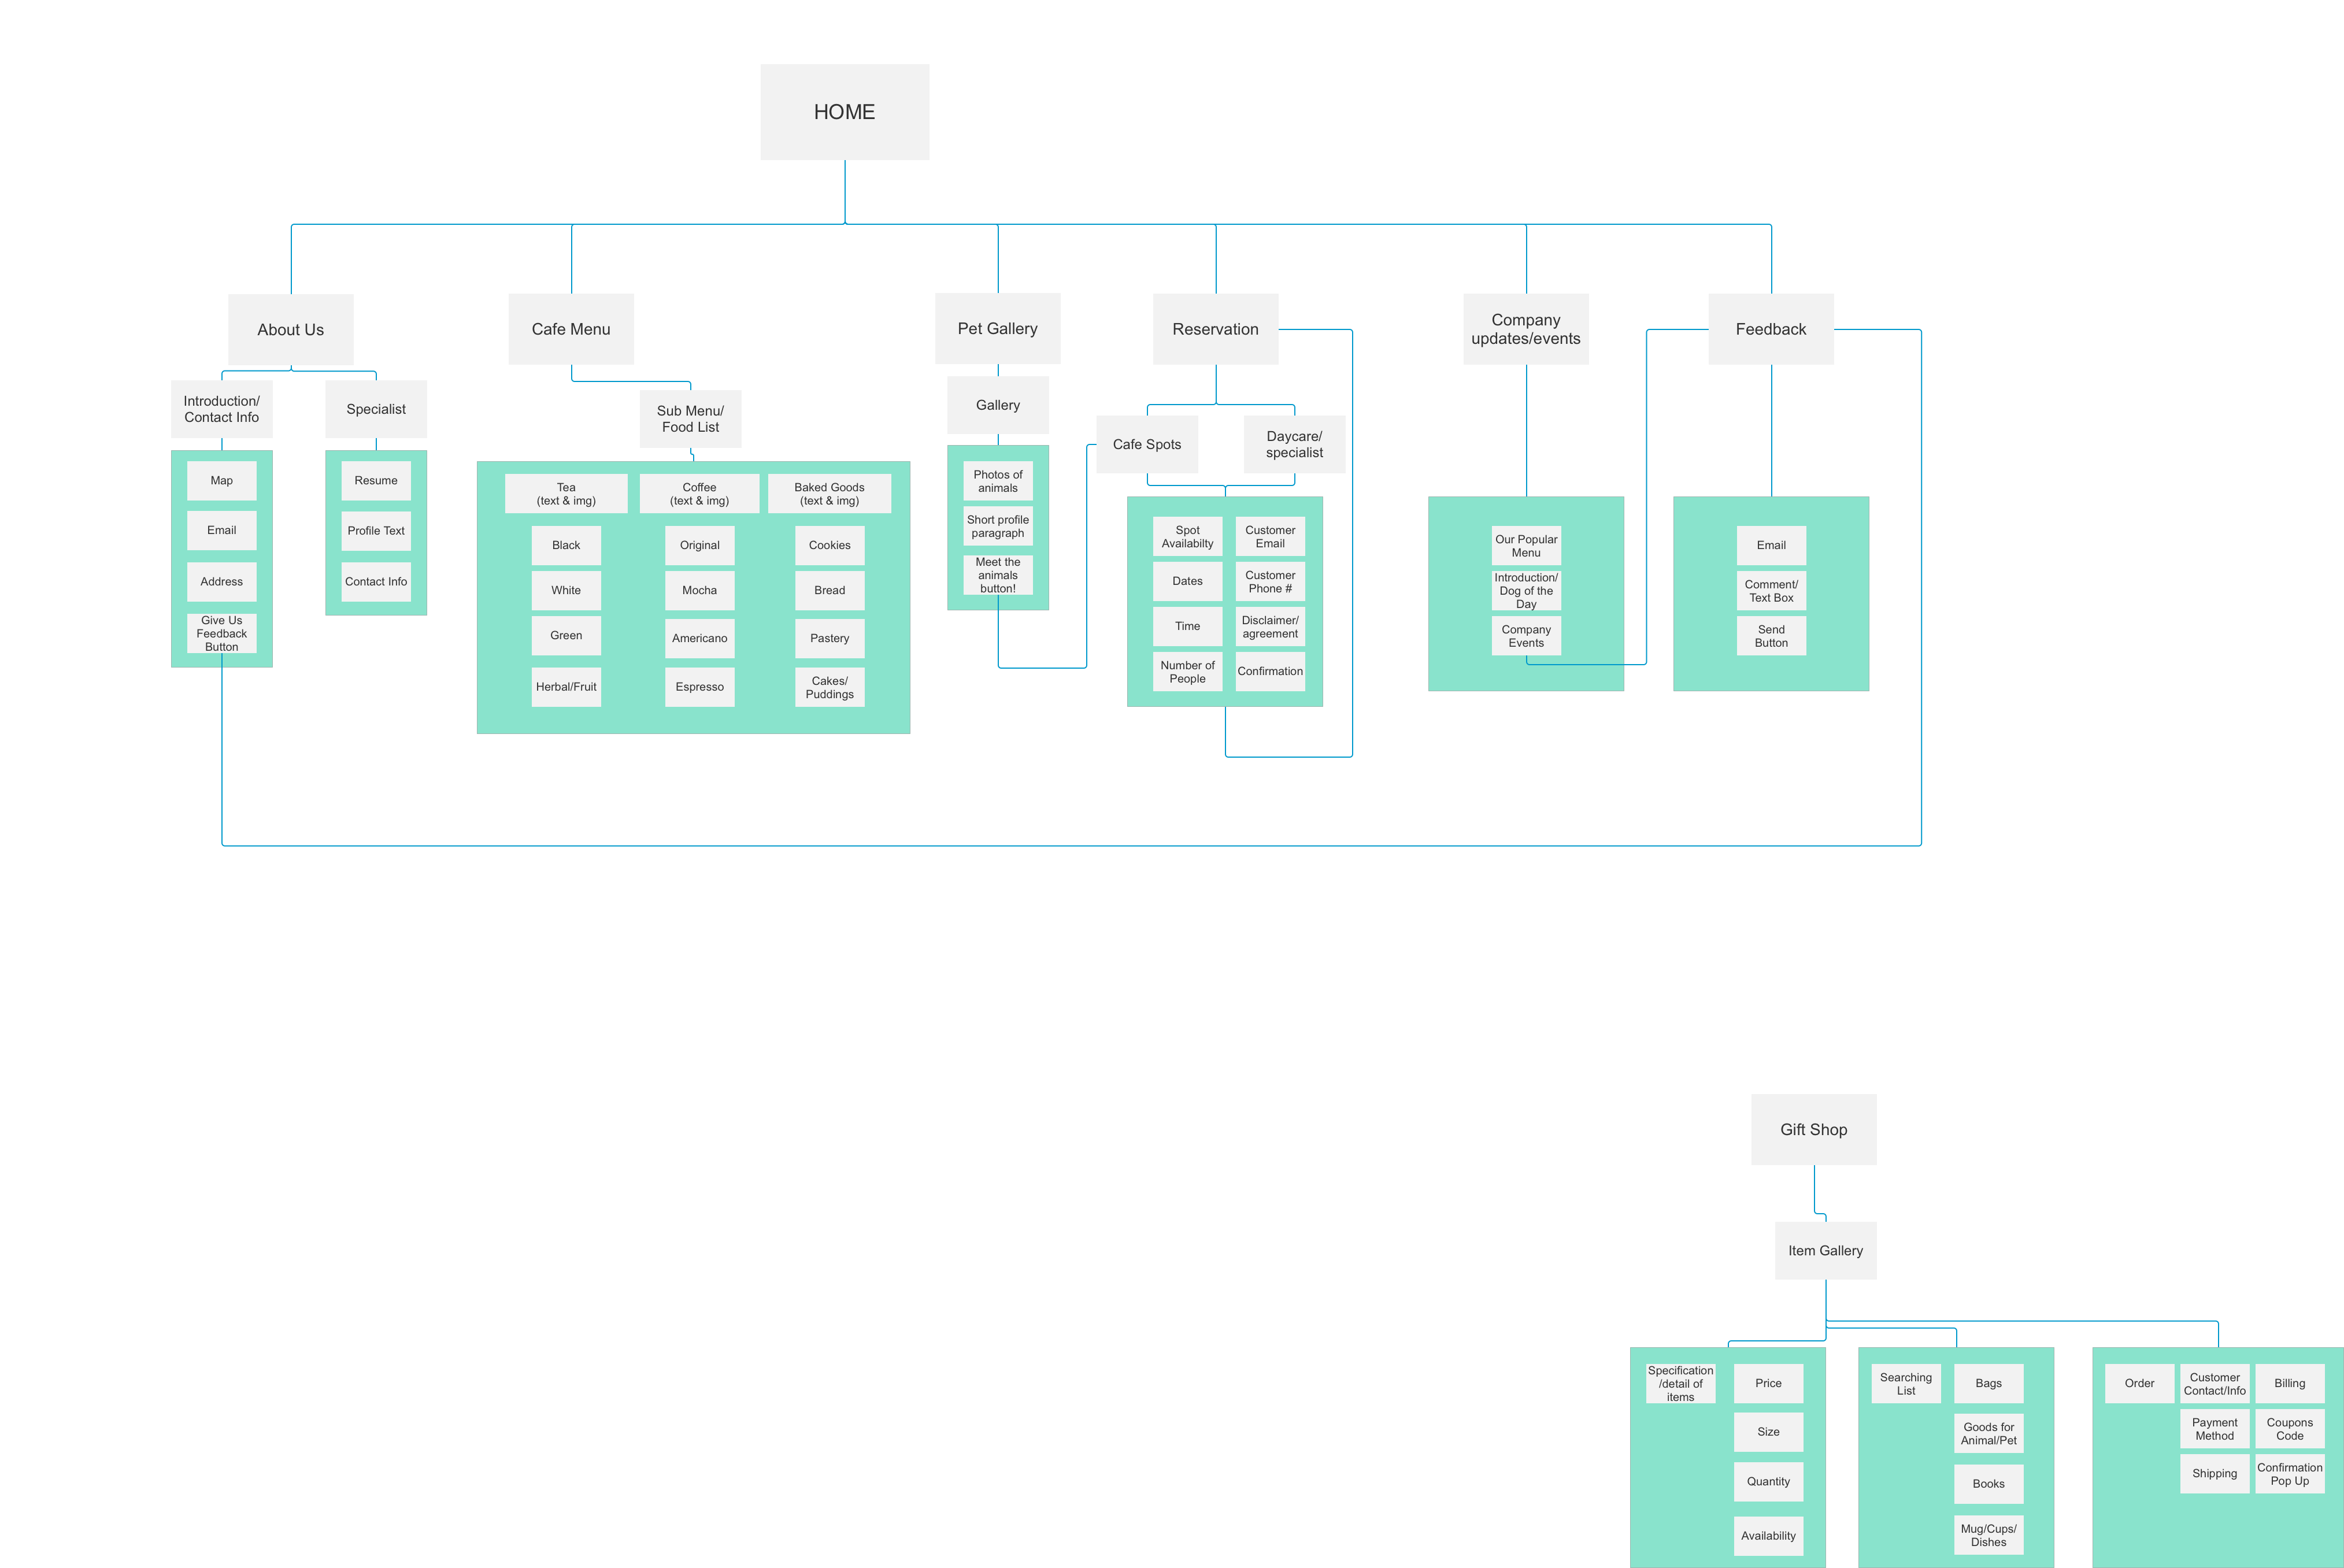 HOME
About Us
Cafe Menu
Pet Gallery
Reservation
Company
updates/events
Feedback
Introduction/
Contact Info
Specialist
Sub Menu/
Food List
Gallery
Cafe Spots
Daycare/
specialist
Map
Email
Address
Give Us
Feedback
Button
Resume
Profile Text
Contact Info
Tea
(text & img)
Black
White
Green
Herbal/Fruit
Coffee
(text & img)
Original
Mocha
Americano
Espresso
Baked Goods
(text & img)
Cookies
Bread
Pastery
Cakes/
Puddings
Photos of
animals
Short profile
paragraph
Meet the
animals
button!
Spot
Availabilty
Dates
Time
Number of
People
Customer
Email
Customer
Phone #
Disclaimer/
agreement
Confirmation
Our Popular
Menu
Introduction/
Dog of the
Day
Company
Events
Email
Comment/
Text Box
Send
Button
Gift Shop
Item Gallery
Specification
/detail of
items
Price
Size
Quantity
Availability
Searching
List
Bags
Goods for
Animal/Pet
Books
Mug/Cups/
Dishes
Order
Customer
Contact/Info
Payment
Method
Shipping
Billing
Coupons
Code
Confirmation
Pop Up